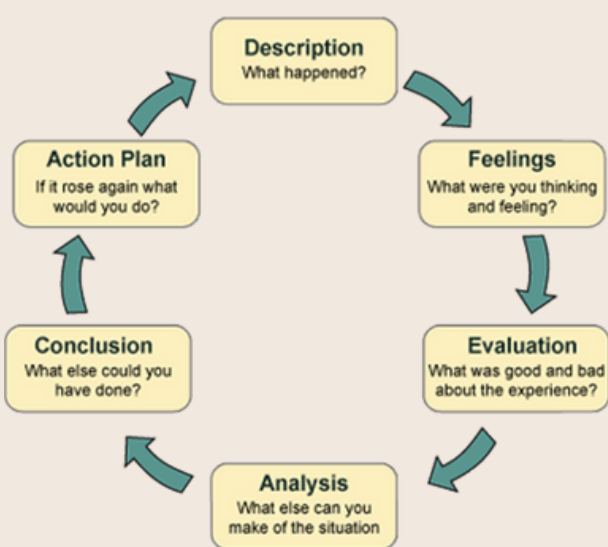 Description
What happened?
Feelings
What were you thinking
and feeling?
Evaluation
What was good and bad
about the experience?
Analysis
What else can you
make of the situation
Conclusion
What else could you
have done?
Action Plan
If it rose again what
would you do?